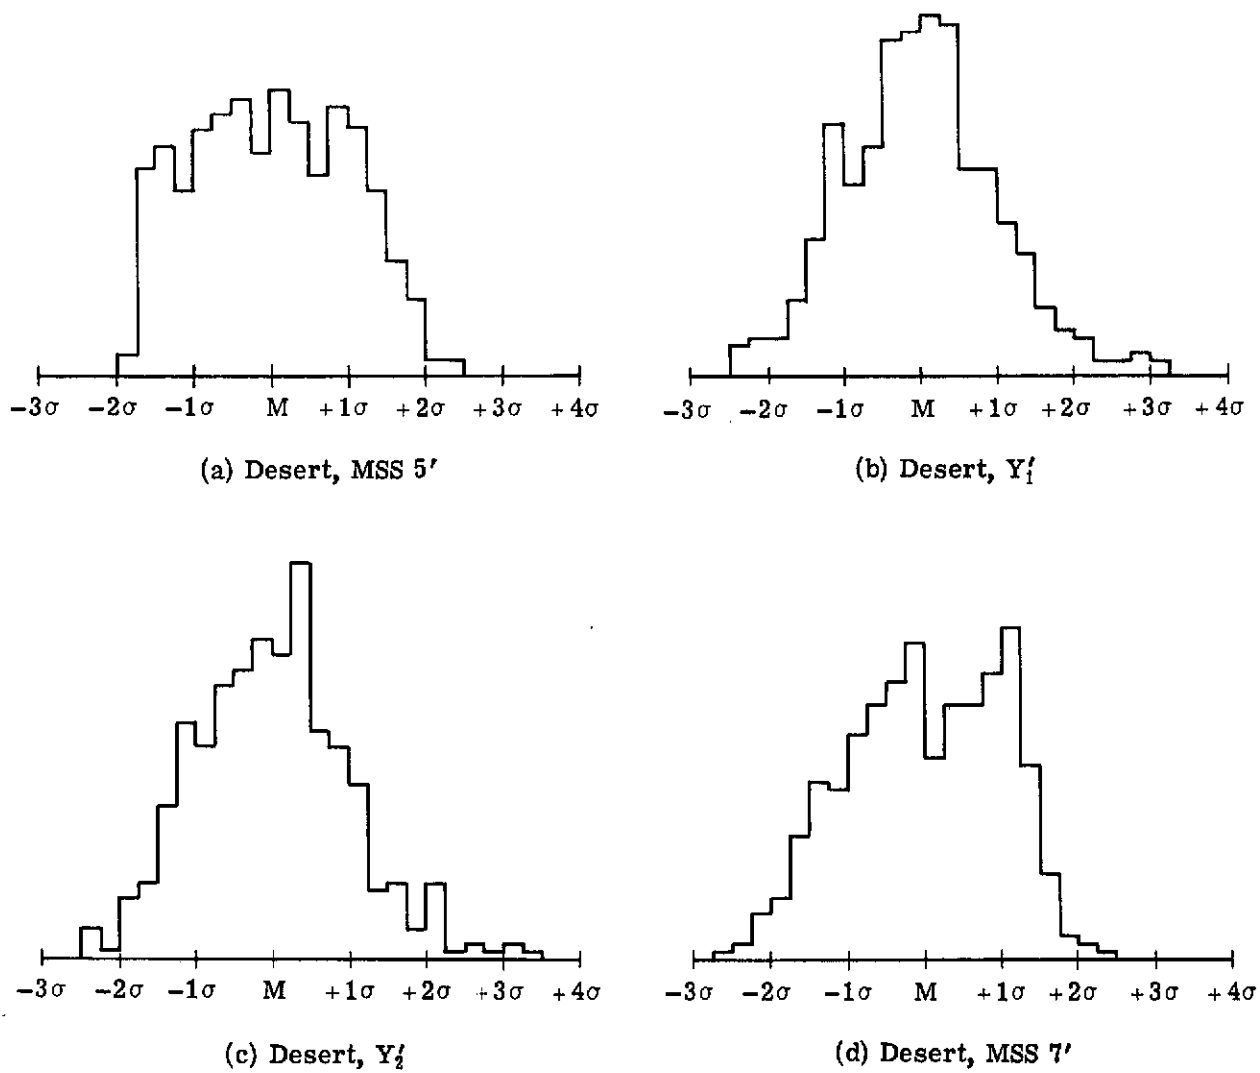 −3σ −2σ −1σ M +1σ +2σ +3σ +4σ
(a) Desert, MSS 5′
−3σ −2σ −1σ M +1σ +2σ +3σ +4σ
(b) Desert, Y₁′
−3σ −2σ −1σ M +1σ +2σ +3σ +4σ
(c) Desert, Y₂′
−3σ −2σ −1σ M +1σ +2σ +3σ +4σ
(d) Desert, MSS 7′